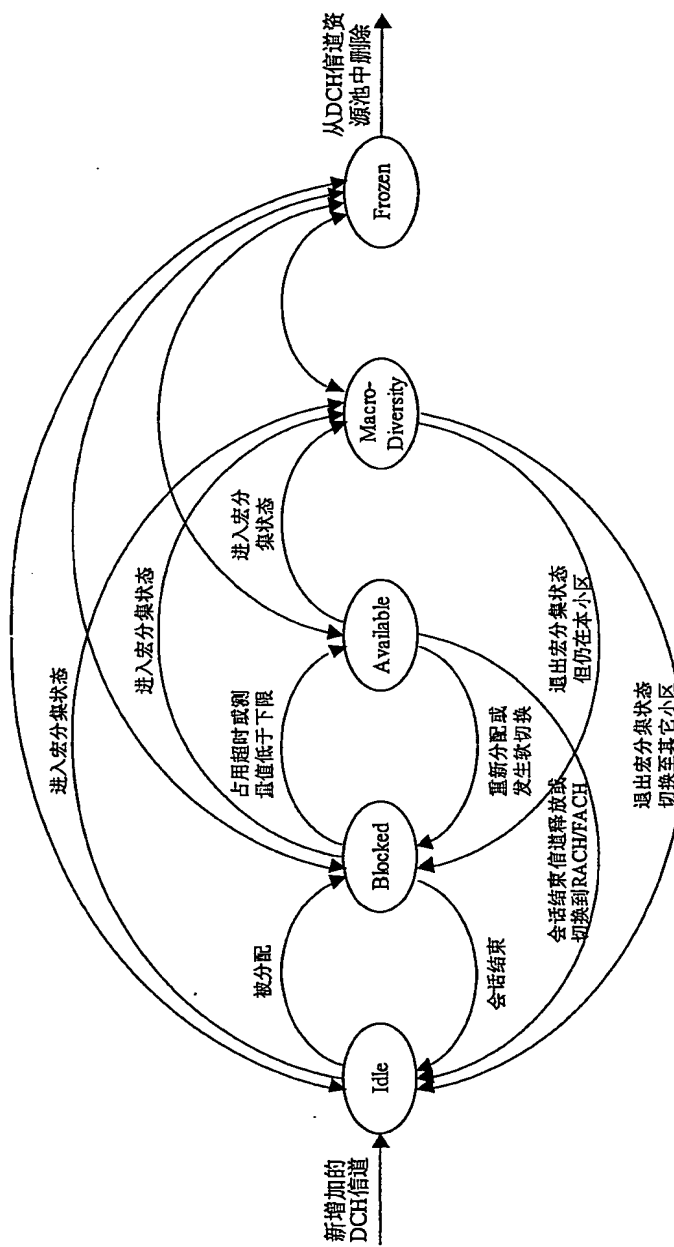 新增加的
DCH信道
Idle
被分配
会话结束
Blocked
占用超时或测
量值低于下限
重新分配或
发生软切换
Available
进入宏分
集状态
进入宏分集状态
进入宏分集状态
会话结束信道释放或
切换到RACH/FACH
退出宏分集状态
但仍在本小区
退出宏分集状态
切换至其它小区
Macro-
Diversity
Frozen
从DCH信道资
源池中删除